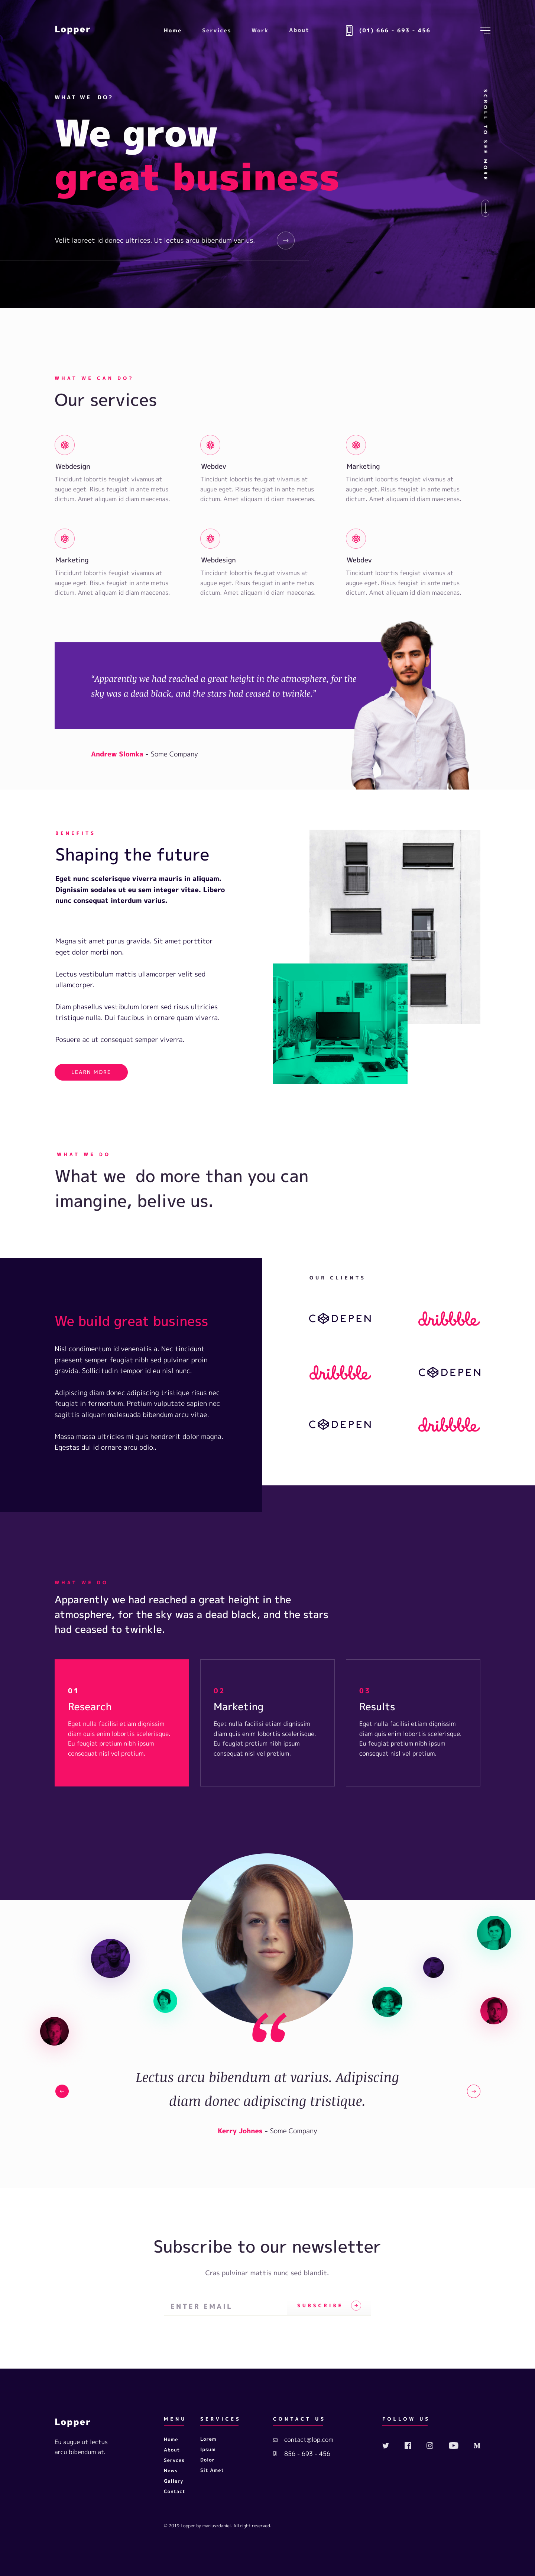 Lopper
Home Services Work About (01) 666 - 693 - 456
WHAT WE DO?
We grow
great business
SCROLL TO SEE MORE
Velit laoreet id donec ultrices. Ut lectus arcu bibendum varius.
WHAT WE CAN DO?
Our services
Webdesign
Tincidunt lobortis feugiat vivamus at
augue eget. Risus feugiat in ante metus
dictum. Amet aliquam id diam maecenas.
Webdev
Tincidunt lobortis feugiat vivamus at
augue eget. Risus feugiat in ante metus
dictum. Amet aliquam id diam maecenas.
Marketing
Tincidunt lobortis feugiat vivamus at
augue eget. Risus feugiat in ante metus
dictum. Amet aliquam id diam maecenas.
Marketing
Tincidunt lobortis feugiat vivamus at
augue eget. Risus feugiat in ante metus
dictum. Amet aliquam id diam maecenas.
Webdesign
Tincidunt lobortis feugiat vivamus at
augue eget. Risus feugiat in ante metus
dictum. Amet aliquam id diam maecenas.
Webdev
Tincidunt lobortis feugiat vivamus at
augue eget. Risus feugiat in ante metus
dictum. Amet aliquam id diam maecenas.
“Apparently we had reached a great height in the atmosphere, for the
sky was a dead black, and the stars had ceased to twinkle.”
Andrew Slomka - Some Company
BENEFITS
Shaping the future
Eget nunc scelerisque viverra mauris in aliquam.
Dignissim sodales ut eu sem integer vitae. Libero
nunc consequat interdum varius.
Magna sit amet purus gravida. Sit amet porttitor
eget dolor morbi non.
Lectus vestibulum mattis ullamcorper velit sed
ullamcorper.
Diam phasellus vestibulum lorem sed risus ultricies
tristique nulla. Dui faucibus in ornare quam viverra.
Posuere ac ut consequat semper viverra.
LEARN MORE
WHAT WE DO
What we do more than you can
imangine, belive us.
We build great business
Nisl condimentum id venenatis a. Nec tincidunt
praesent semper feugiat nibh sed pulvinar proin
gravida. Sollicitudin tempor id eu nisl nunc.
Adipiscing diam donec adipiscing tristique risus nec
feugiat in fermentum. Pretium vulputate sapien nec
sagittis aliquam malesuada bibendum arcu vitae.
Massa massa ultricies mi quis hendrerit dolor magna.
Egestas dui id ornare arcu odio..
OUR CLIENTS
CODEPEN dribbble
dribbble CODEPEN
CODEPEN dribbble
WHAT WE DO
Apparently we had reached a great height in the
atmosphere, for the sky was a dead black, and the stars
had ceased to twinkle.
01
Research
Eget nulla facilisi etiam dignissim
diam quis enim lobortis scelerisque.
Eu feugiat pretium nibh ipsum
consequat nisl vel pretium.
02
Marketing
Eget nulla facilisi etiam dignissim
diam quis enim lobortis scelerisque.
Eu feugiat pretium nibh ipsum
consequat nisl vel pretium.
03
Results
Eget nulla facilisi etiam dignissim
diam quis enim lobortis scelerisque.
Eu feugiat pretium nibh ipsum
consequat nisl vel pretium.
“
Lectus arcu bibendum at varius. Adipiscing
diam donec adipiscing tristique.
Kerry Johnes - Some Company
Subscribe to our newsletter
Cras pulvinar mattis nunc sed blandit.
ENTER EMAIL SUBSCRIBE
Lopper
Eu augue ut lectus
arcu bibendum at.
MENU
Home
About
Servces
News
Gallery
Contact
SERVICES
Lorem
Ipsum
Dolor
Sit Amet
CONTACT US
contact@lop.com
856 - 693 - 456
FOLLOW US
© 2019 Lopper by mariuszdaniel. All right reserved.